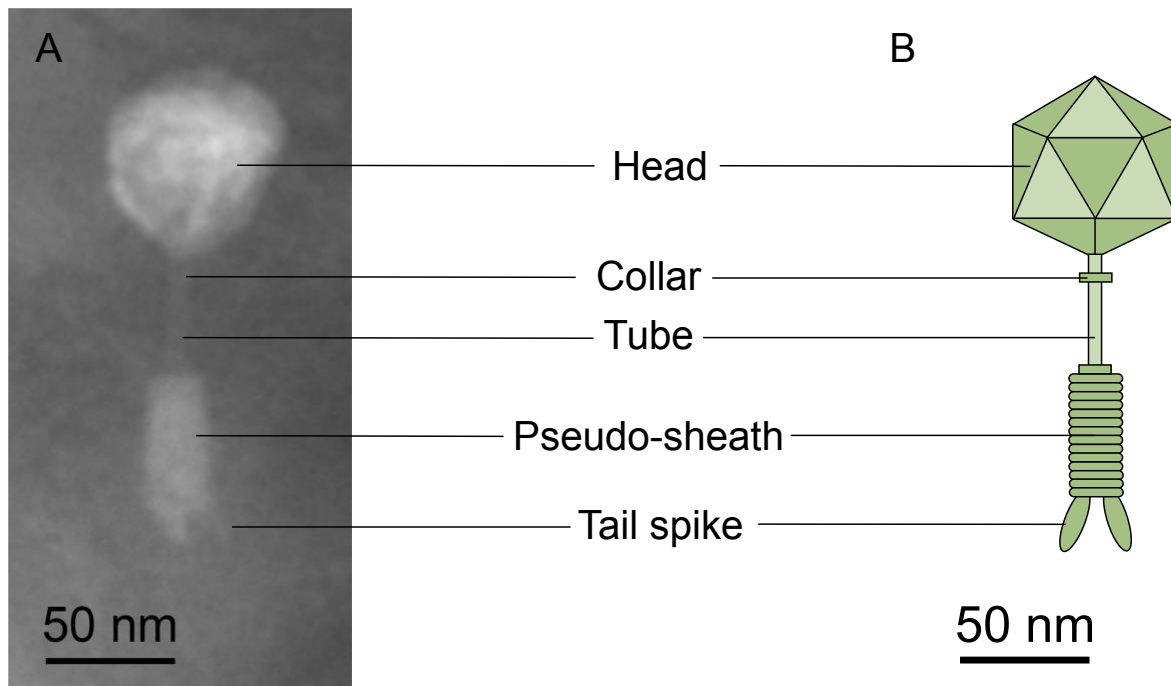 A
B
Head
Collar
Tube
Pseudo-sheath
Tail spike
50 nm
50 nm